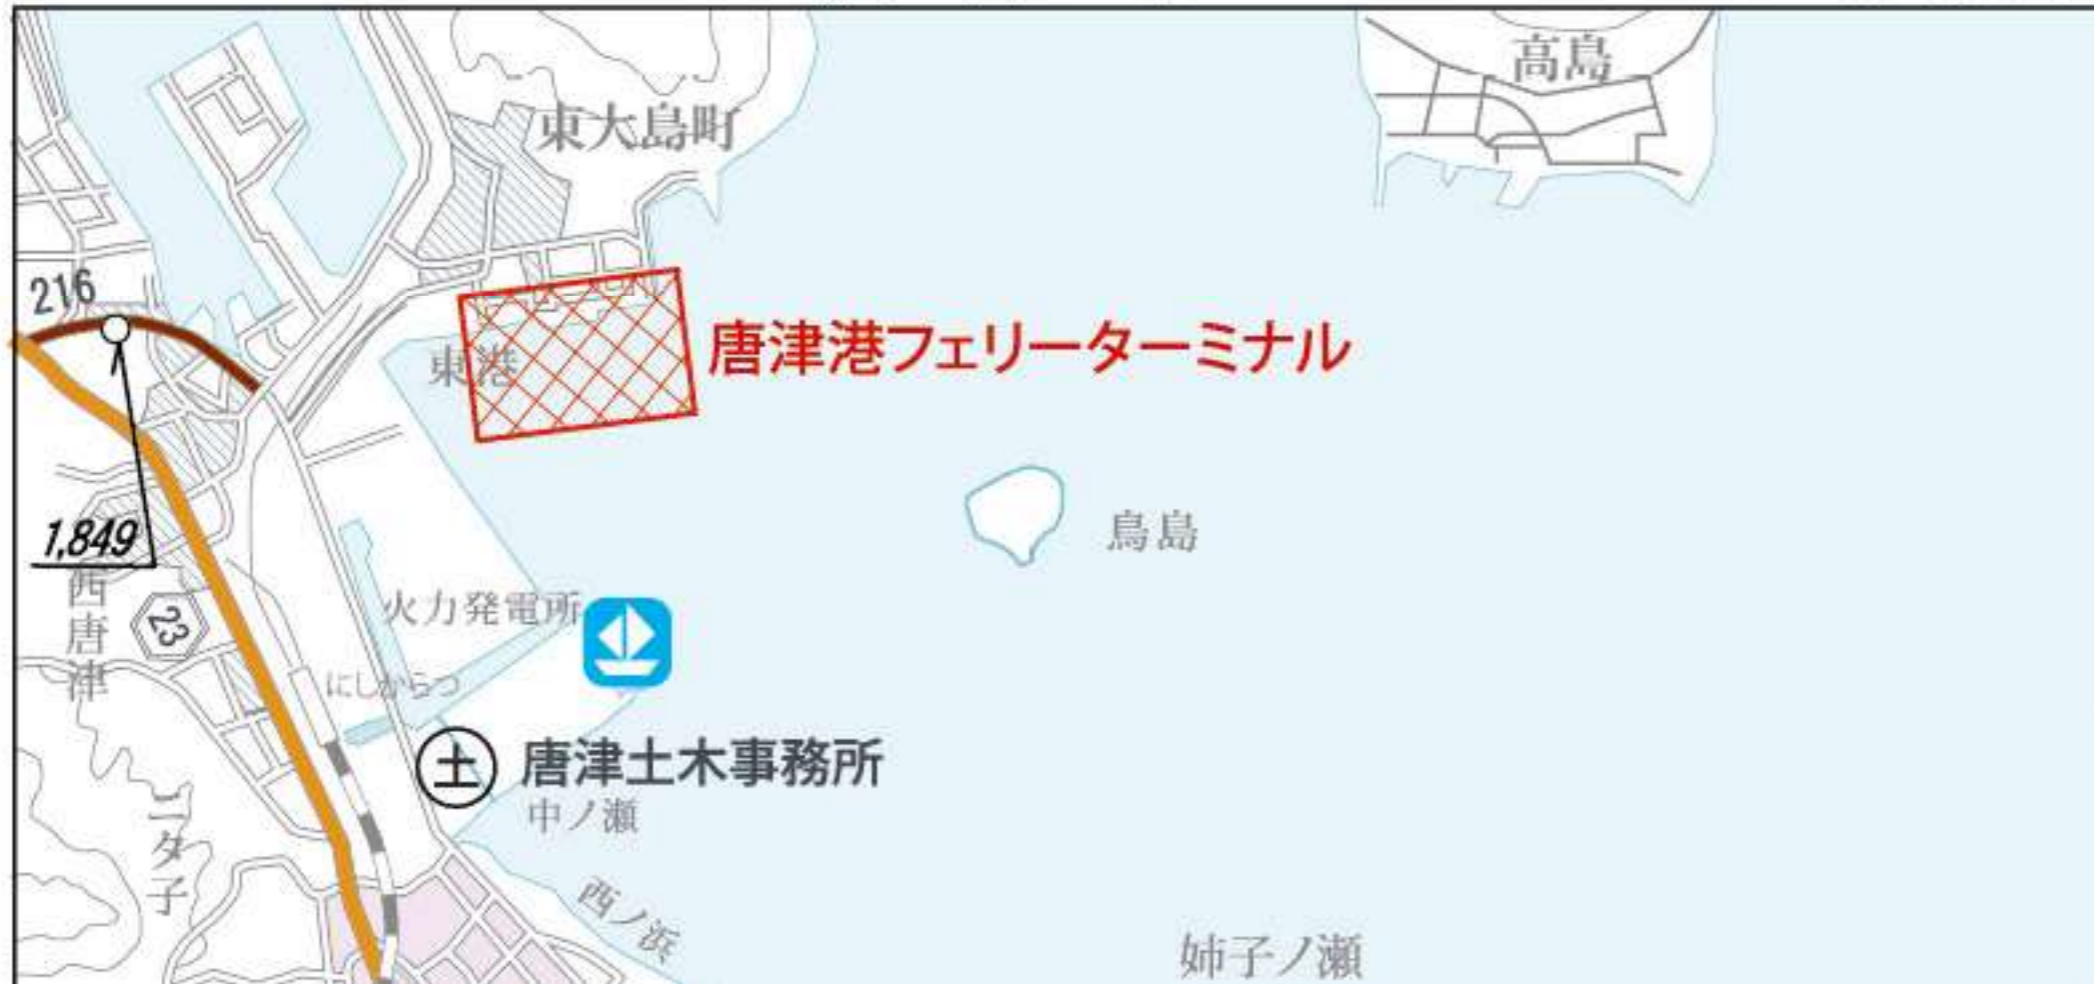 高島
東大島町
216
唐津港フェリーターミナル
東港
鳥島
1,849
火力発電所
西唐津
23
にしからつ
土 唐津土木事務所
中ノ瀬
二タ子
西ノ浜
姉子ノ瀬